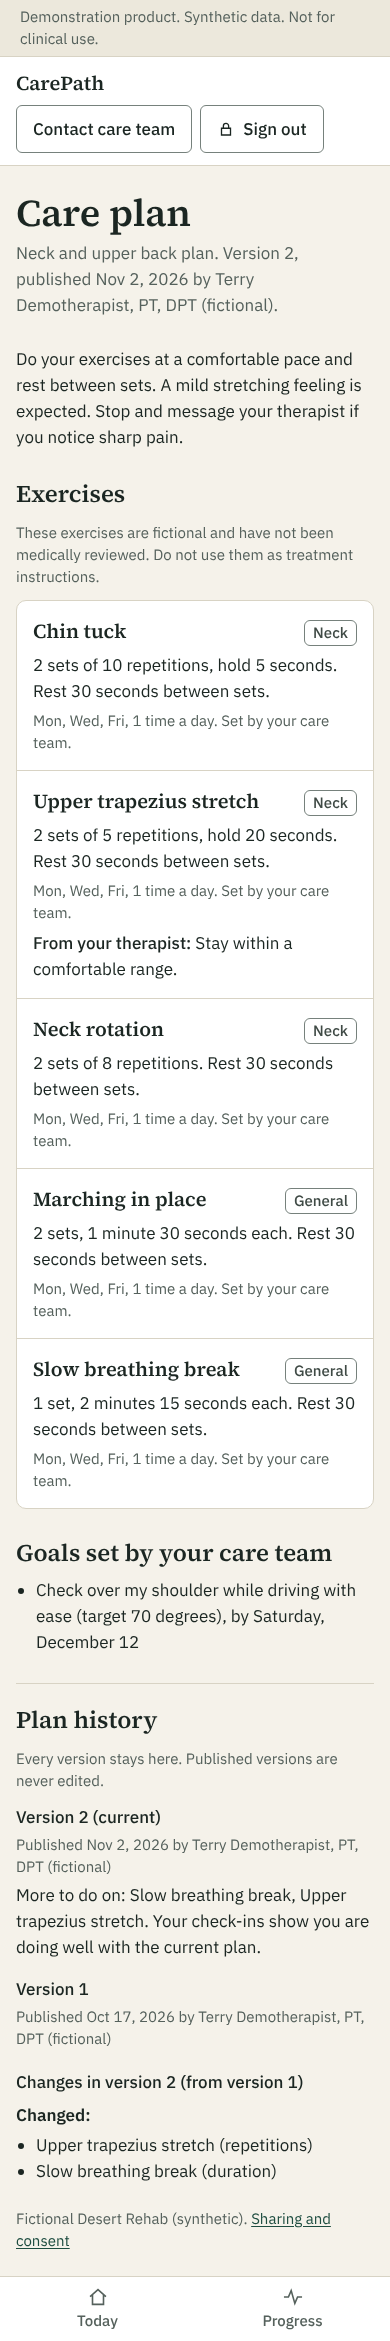 Demonstration product. Synthetic data. Not for
clinical use.
CarePath
Contact care team
Sign out
Care plan
Neck and upper back plan. Version 2,
published Nov 2, 2026 by Terry
Demotherapist, PT, DPT (fictional).
Do your exercises at a comfortable pace and
rest between sets. A mild stretching feeling is
expected. Stop and message your therapist if
you notice sharp pain.
Exercises
These exercises are fictional and have not been
medically reviewed. Do not use them as treatment
instructions.
Chin tuck
Neck
2 sets of 10 repetitions, hold 5 seconds.
Rest 30 seconds between sets.
Mon, Wed, Fri, 1 time a day. Set by your care
team.
Upper trapezius stretch
Neck
2 sets of 5 repetitions, hold 20 seconds.
Rest 30 seconds between sets.
Mon, Wed, Fri, 1 time a day. Set by your care
team.
From your therapist: Stay within a
comfortable range.
Neck rotation
Neck
2 sets of 8 repetitions. Rest 30 seconds
between sets.
Mon, Wed, Fri, 1 time a day. Set by your care
team.
Marching in place
General
2 sets, 1 minute 30 seconds each. Rest 30
seconds between sets.
Mon, Wed, Fri, 1 time a day. Set by your care
team.
Slow breathing break
General
1 set, 2 minutes 15 seconds each. Rest 30
seconds between sets.
Mon, Wed, Fri, 1 time a day. Set by your care
team.
Goals set by your care team
• Check over my shoulder while driving with
ease (target 70 degrees), by Saturday,
December 12
Plan history
Every version stays here. Published versions are
never edited.
Version 2 (current)
Published Nov 2, 2026 by Terry Demotherapist, PT,
DPT (fictional)
More to do on: Slow breathing break, Upper
trapezius stretch. Your check-ins show you are
doing well with the current plan.
Version 1
Published Oct 17, 2026 by Terry Demotherapist, PT,
DPT (fictional)
Changes in version 2 (from version 1)
Changed:
• Upper trapezius stretch (repetitions)
• Slow breathing break (duration)
Fictional Desert Rehab (synthetic). Sharing and
consent
Today
Progress